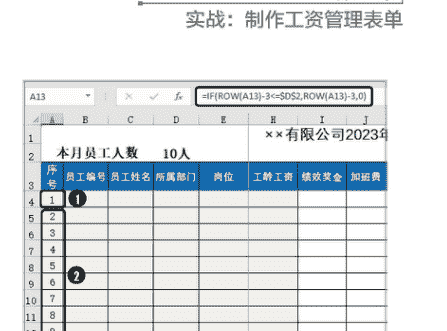 实战：制作工资管理表单
A13 fx =IF(ROW(A13)-3<=$D$2,ROW(A13)-3,0)
A B C D E H I J
1 ××有限公司2023年
2 本月员工人数 10人
3 序号 员工编号 员工姓名 所属部门 岗位 工龄工资 绩效奖金 加班费
4 1 ❶
5 2
6 3
7 4
8 5 ❷
9 6
10 7
11 8